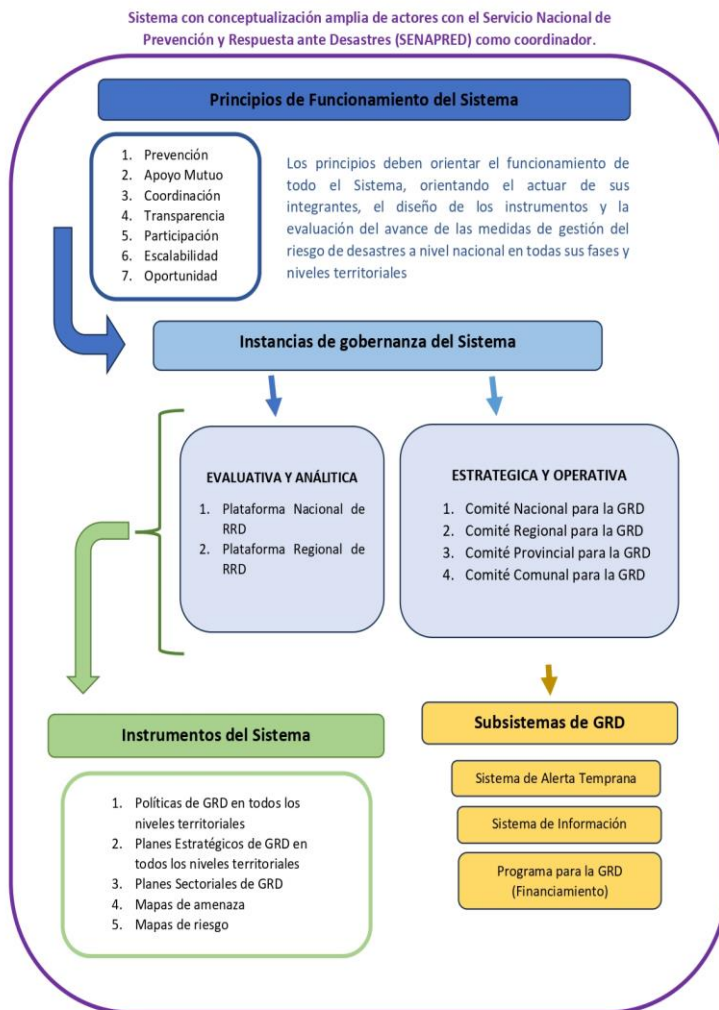 Sistema con conceptualización amplia de actores con el Servicio Nacional de
Prevención y Respuesta ante Desastres (SENAPRED) como coordinador.
Principios de Funcionamiento del Sistema
1. Prevención
2. Apoyo Mutuo
3. Coordinación
4. Transparencia
5. Participación
6. Escalabilidad
7. Oportunidad
Los principios deben orientar el funcionamiento de
todo el Sistema, orientando el actuar de sus
integrantes, el diseño de los instrumentos y la
evaluación del avance de las medidas de gestión del
riesgo de desastres a nivel nacional en todas sus fases y
niveles territoriales
Instancias de gobernanza del Sistema
EVALUATIVA Y ANÁLITICA
1. Plataforma Nacional de
RRD
2. Plataforma Regional de
RRD
ESTRATEGICA Y OPERATIVA
1. Comité Nacional para la GRD
2. Comité Regional para la GRD
3. Comité Provincial para la GRD
4. Comité Comunal para la GRD
Instrumentos del Sistema
1. Políticas de GRD en todos los
niveles territoriales
2. Planes Estratégicos de GRD en
todos los niveles territoriales
3. Planes Sectoriales de GRD
4. Mapas de amenaza
5. Mapas de riesgo
Subsistemas de GRD
Sistema de Alerta Temprana
Sistema de Información
Programa para la GRD
(Financiamiento)